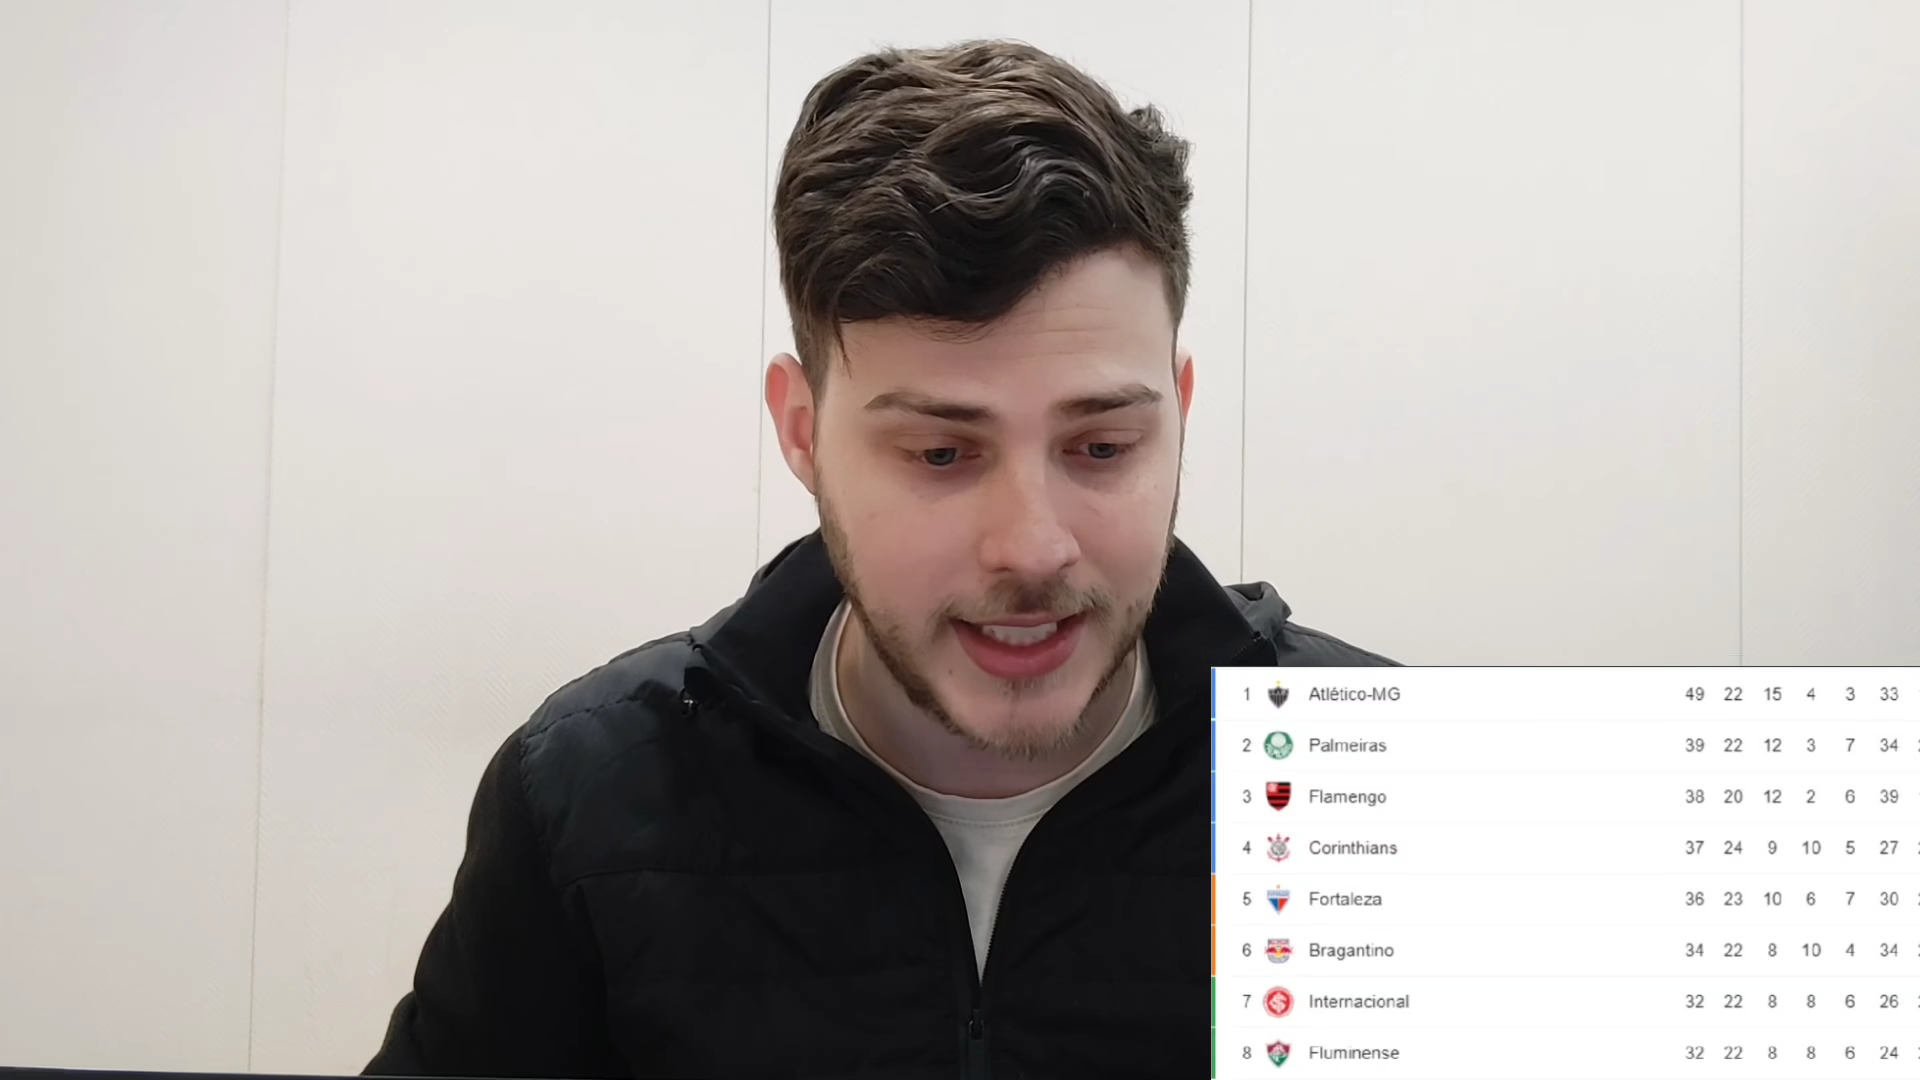 1 Atlético-MG 49 22 15 4 3 33
2 Palmeiras 39 22 12 3 7 34
3 Flamengo 38 20 12 2 6 39
4 Corinthians 37 24 9 10 5 27
5 Fortaleza 36 23 10 6 7 30
6 Bragantino 34 22 8 10 4 34
7 Internacional 32 22 8 8 6 26
8 Fluminense 32 22 8 8 6 24